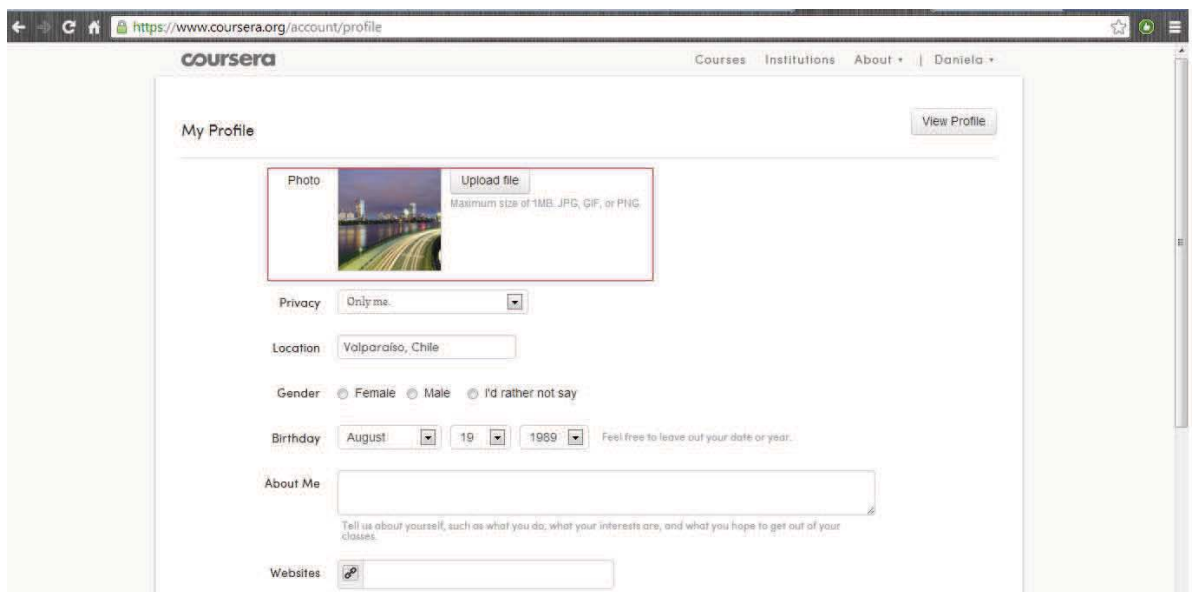 https://www.coursera.org/account/profile
coursera
Courses Institutions About | Daniela
My Profile
View Profile
Photo
Upload file
Maximum size of 1MB. JPG, GIF, or PNG.
Privacy Only me.
Location Valparaíso, Chile
Gender Female Male I'd rather not say
Birthday August 19 1989 Feel free to leave out your date or year.
About Me
Tell us about yourself, such as what you do, what your interests are, and what you hope to get out of your
classes.
Websites